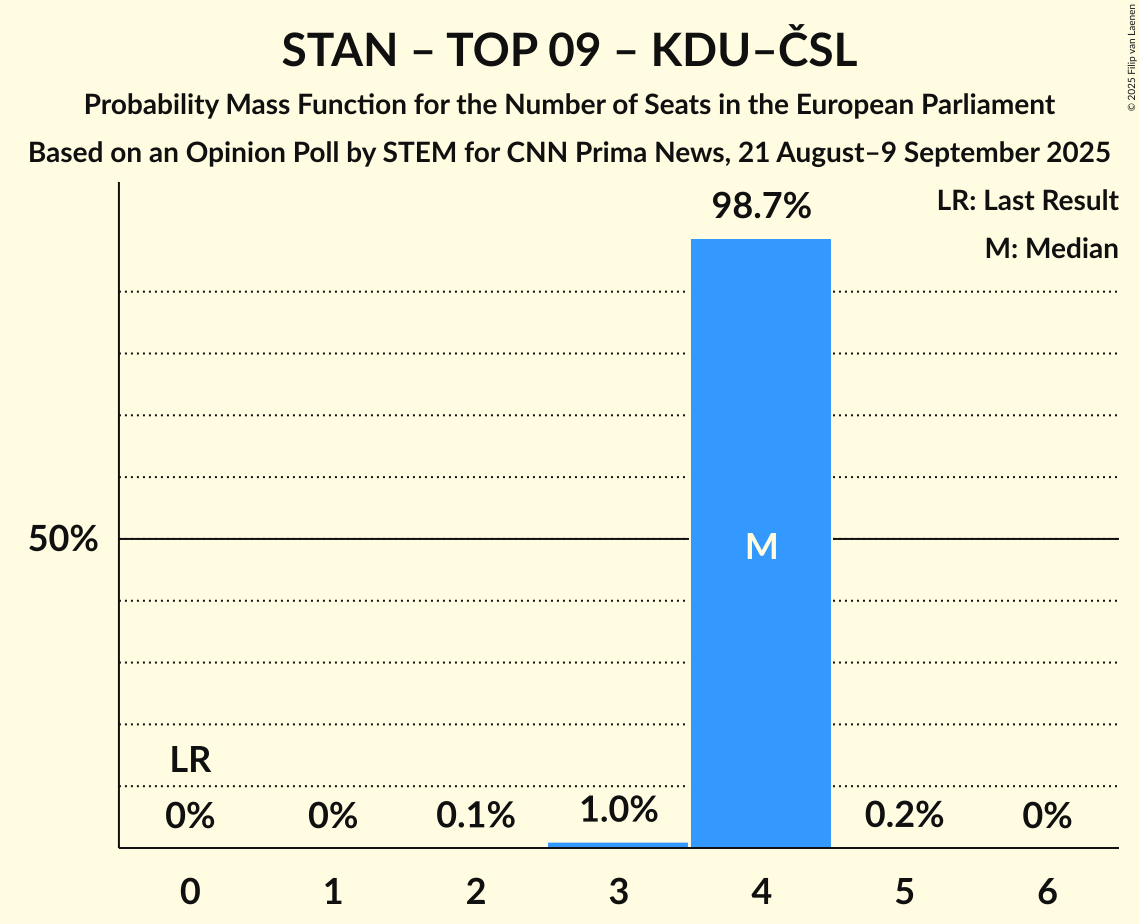 STAN – TOP 09 – KDU–ČSL
Probability Mass Function for the Number of Seats in the European Parliament
Based on an Opinion Poll by STEM for CNN Prima News, 21 August–9 September 2025
© 2025 Filip van Laenen
LR: Last Result
M: Median
98.7%
50%
M
LR
0%
0%
0.1%
1.0%
0.2%
0%
0
1
2
3
4
5
6